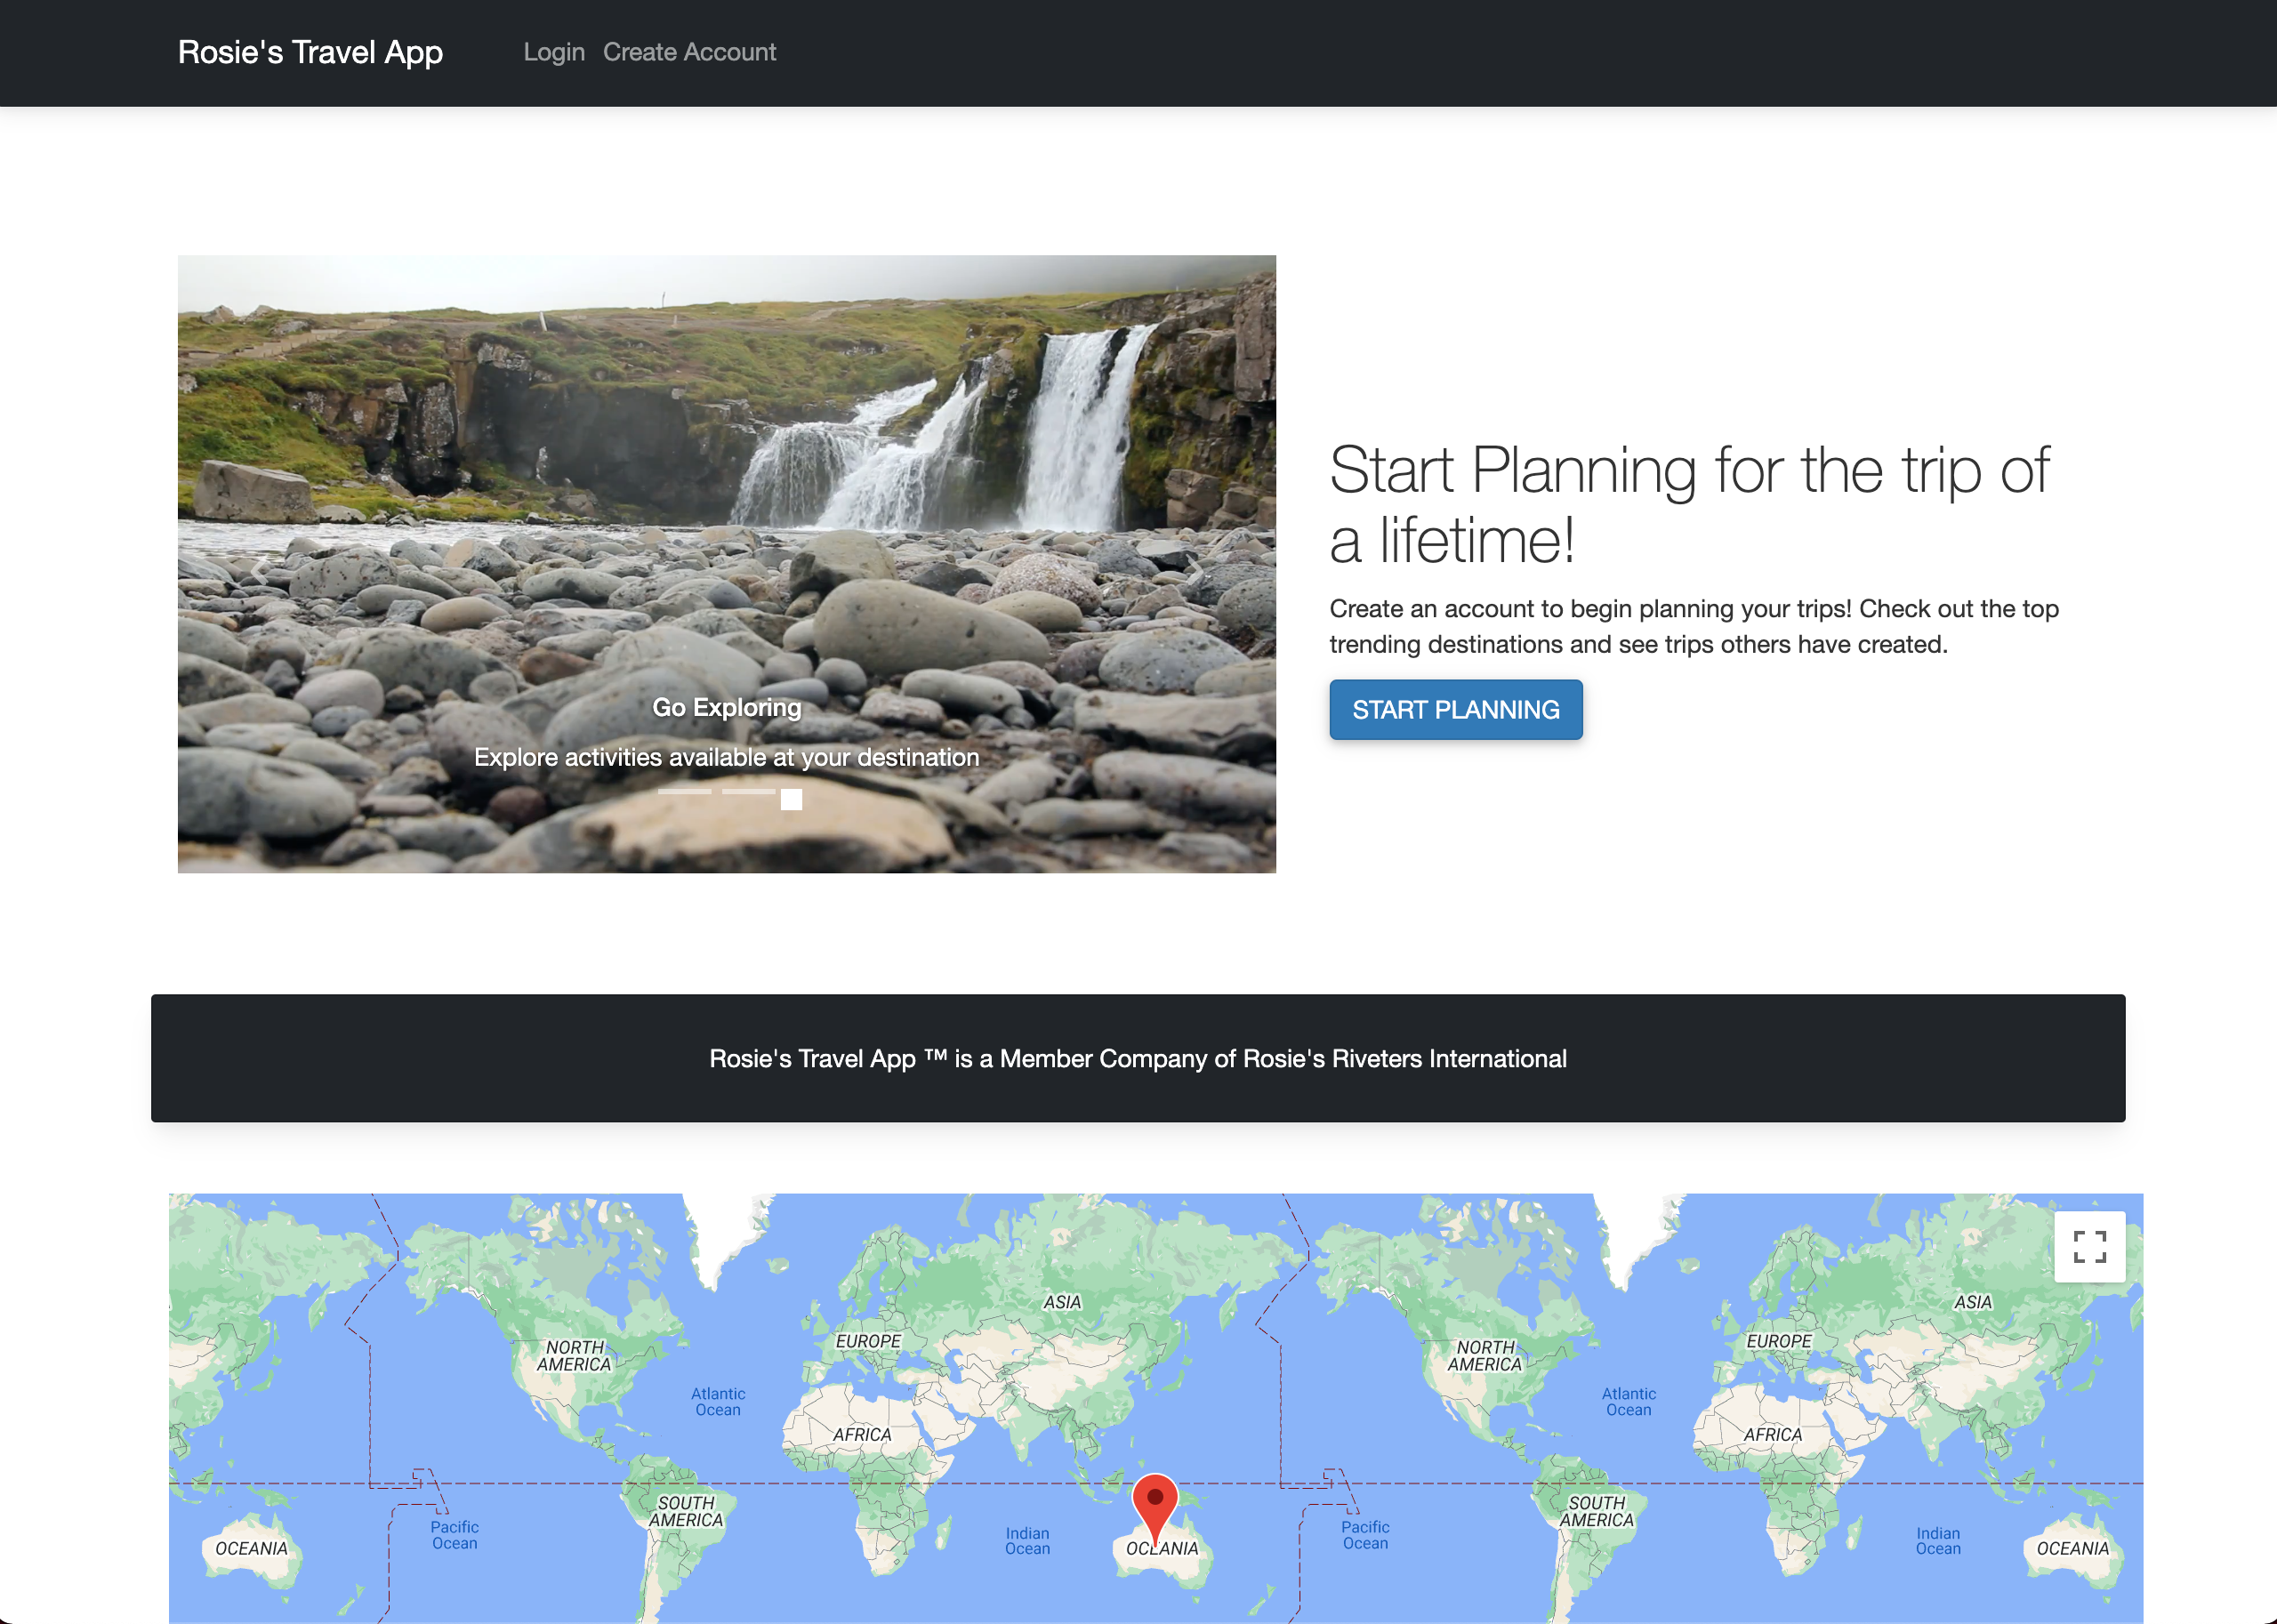 Rosie's Travel App
Login Create Account
Start Planning for the trip of
a lifetime!
Create an account to begin planning your trips! Check out the top
trending destinations and see trips others have created.
START PLANNING
Go Exploring
Explore activities available at your destination
Rosie's Travel App ™ is a Member Company of Rosie's Riveters International
ASIA
ASIA
EUROPE
EUROPE
NORTH
AMERICA
NORTH
AMERICA
Atlantic
Ocean
Atlantic
Ocean
AFRICA
AFRICA
SOUTH
AMERICA
SOUTH
AMERICA
Pacific
Ocean
Pacific
Ocean
Indian
Ocean
Indian
Ocean
OCEANIA
OCEANIA
OCEANIA